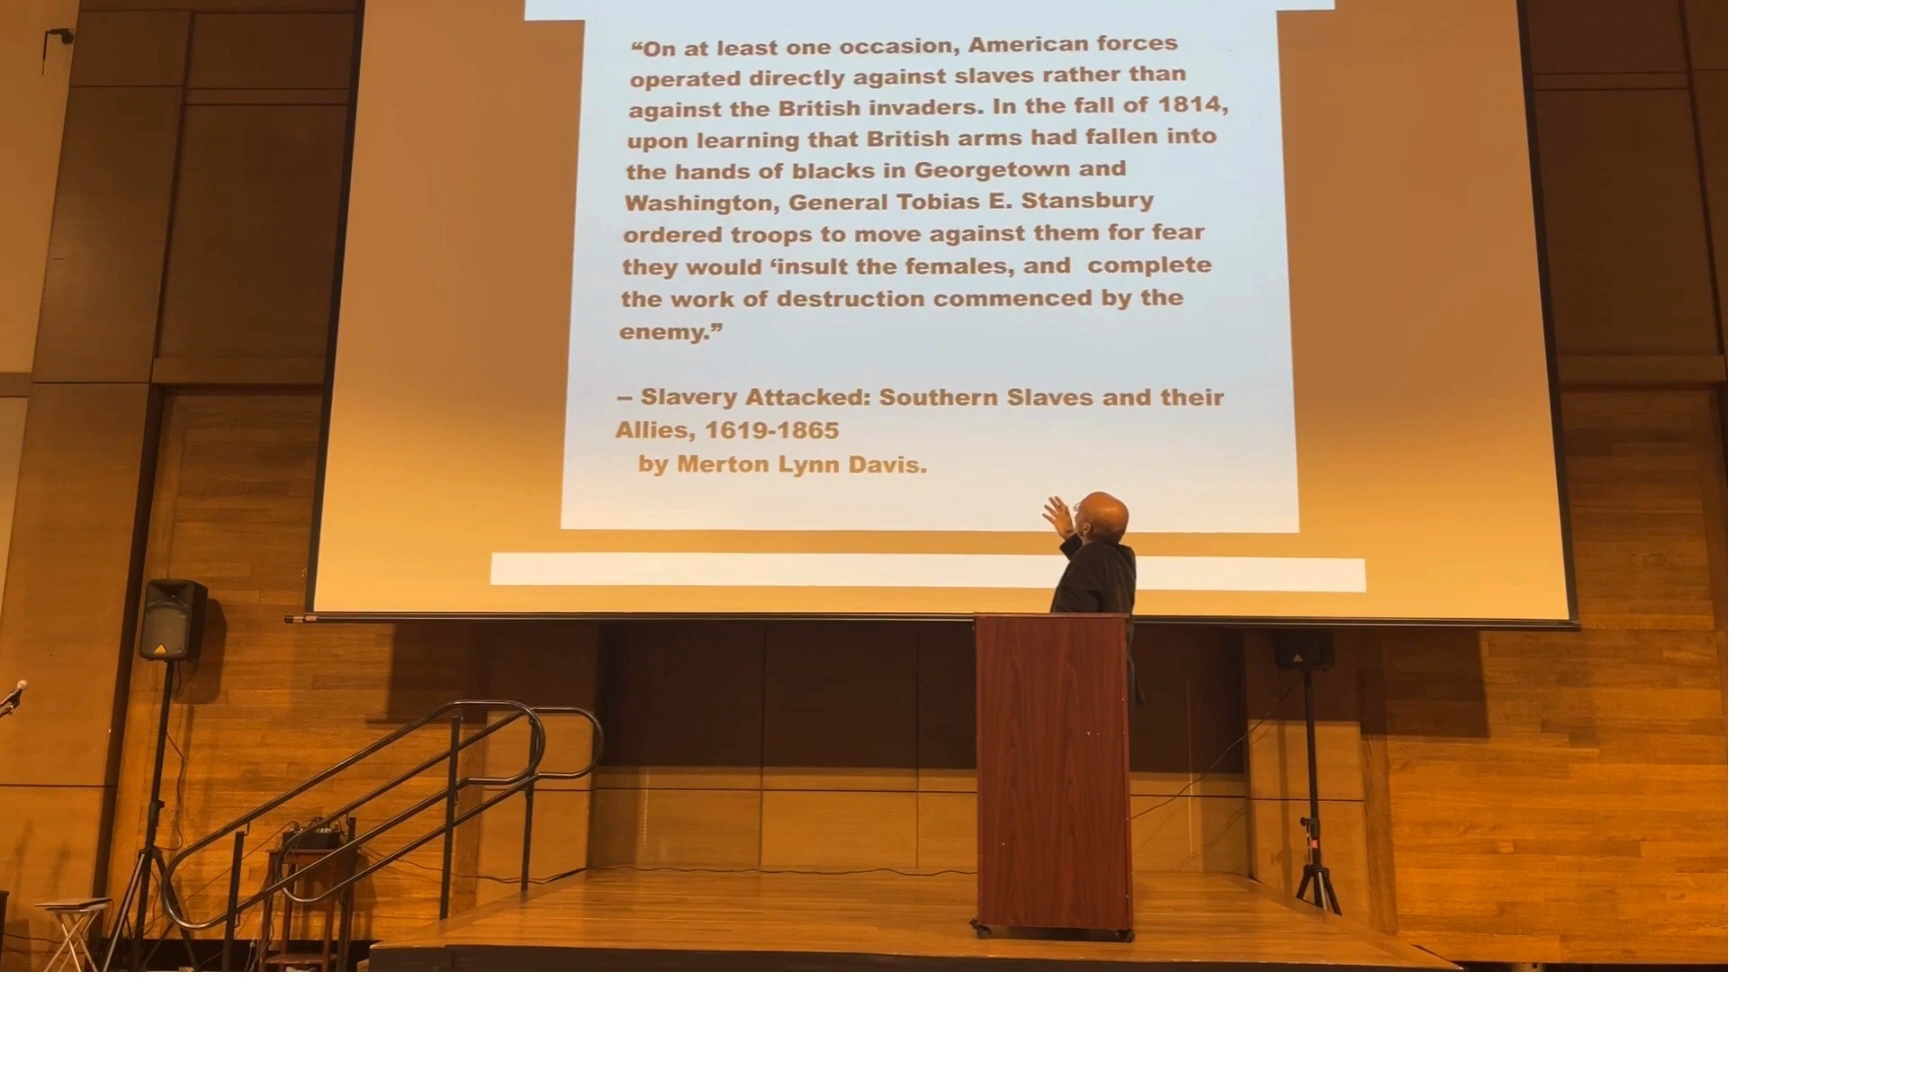 “On at least one occasion, American forces
operated directly against slaves rather than
against the British invaders. In the fall of 1814,
upon learning that British arms had fallen into
the hands of blacks in Georgetown and
Washington, General Tobias E. Stansbury
ordered troops to move against them for fear
they would ‘insult the females, and  complete
the work of destruction commenced by the
enemy.”
– Slavery Attacked: Southern Slaves and their
Allies, 1619-1865
by Merton Lynn Davis.